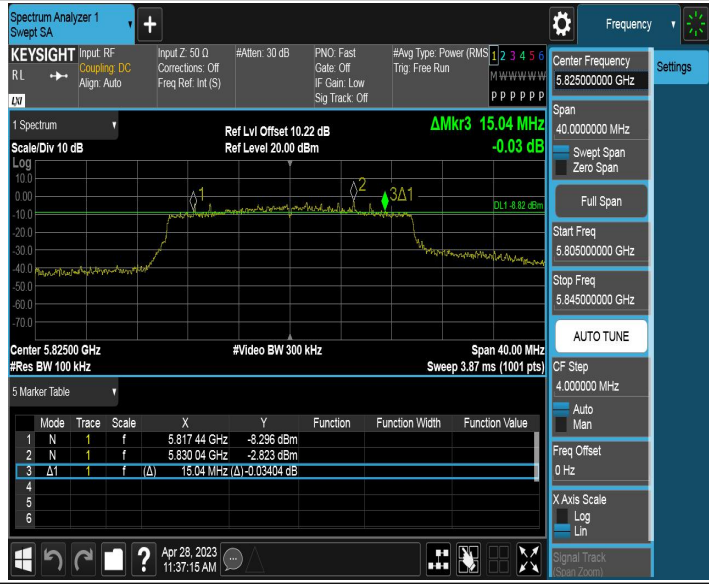 Spectrum Analyzer 1
Swept SA
Frequency
KEYSIGHT Input: RF Input Z: 50 Ω #Atten: 30 dB PNO: Fast #Avg Type: Power (RMS 1 2 3 4 5 6
RL Coupling: DC Corrections: Off Gate: Off Trig: Free Run
Align: Auto Freq Ref: Int (S) IF Gain: Low M W W W W W
LXI Sig Track: Off P P P P P P
1 Spectrum
Ref Lvl Offset 10.22 dB ΔMkr3 15.04 MHz
Scale/Div 10 dB Ref Level 20.00 dBm -0.03 dB
Log
10.0
0.00
-10.0
-20.0
-30.0
-40.0
-50.0
-60.0
-70.0
1
2
3Δ1
DL1 -8.82 dBm
Center 5.82500 GHz #Video BW 300 kHz Span 40.00 MHz
#Res BW 100 kHz Sweep 3.87 ms (1001 pts)
5 Marker Table
Mode Trace Scale X Y Function Function Width Function Value
1 N 1 f 5.817 44 GHz -8.296 dBm
2 N 1 f 5.830 04 GHz -2.823 dBm
3 Δ1 1 f (Δ) 15.04 MHz (Δ) -0.03404 dB
4
5
6
Apr 28, 2023
11:37:15 AM
Center Frequency
5.825000000 GHz
Settings
Span
40.0000000 MHz
Swept Span
Zero Span
Full Span
Start Freq
5.805000000 GHz
Stop Freq
5.845000000 GHz
AUTO TUNE
CF Step
4.000000 MHz
Auto
Man
Freq Offset
0 Hz
X Axis Scale
Log
Lin
Signal Track
(Span Zoom)